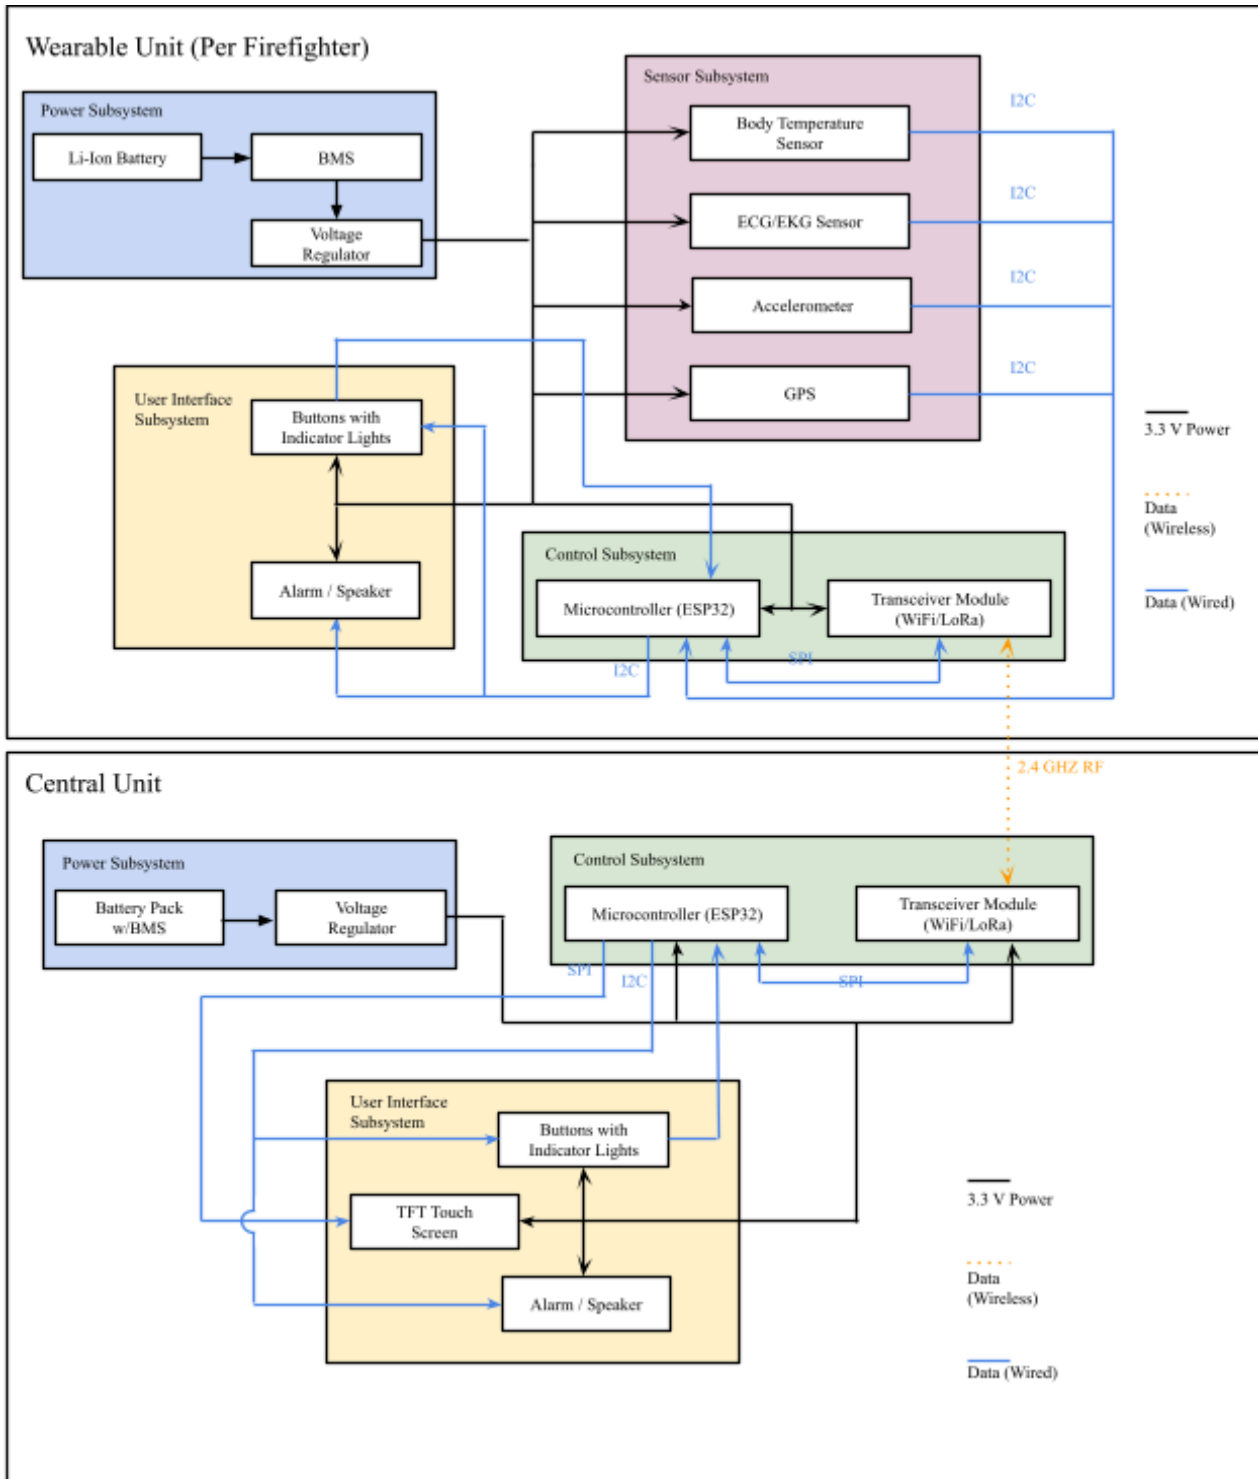 Wearable Unit (Per Firefighter)
Power Subsystem
Li-Ion Battery
BMS
Voltage
Regulator
Sensor Subsystem
Body Temperature
Sensor
I2C
ECG/EKG Sensor
I2C
Accelerometer
I2C
GPS
I2C
User Interface
Subsystem
Buttons with
Indicator Lights
Alarm / Speaker
Control Subsystem
Microcontroller (ESP32)
Transceiver Module
(WiFi/LoRa)
I2C
SPI
3.3 V Power
Data
(Wireless)
Data (Wired)
2.4 GHZ RF
Central Unit
Power Subsystem
Battery Pack
w/BMS
Voltage
Regulator
Control Subsystem
Microcontroller (ESP32)
Transceiver Module
(WiFi/LoRa)
SPI
I2C
SPI
User Interface
Subsystem
Buttons with
Indicator Lights
TFT Touch
Screen
Alarm / Speaker
3.3 V Power
Data
(Wireless)
Data (Wired)